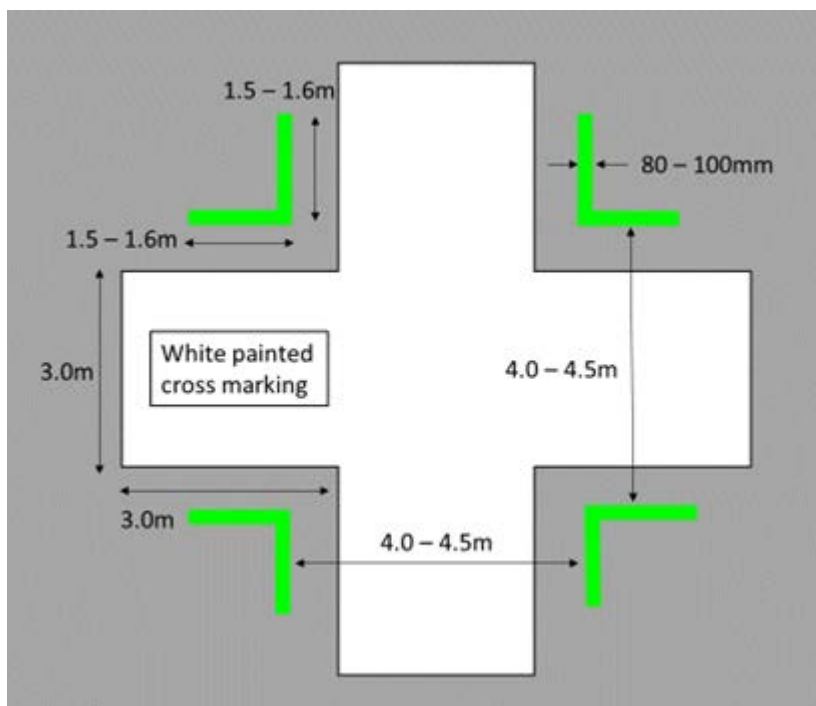 1.5 – 1.6m
80 – 100mm
1.5 – 1.6m
White painted
cross marking
3.0m
4.0 – 4.5m
3.0m
4.0 – 4.5m